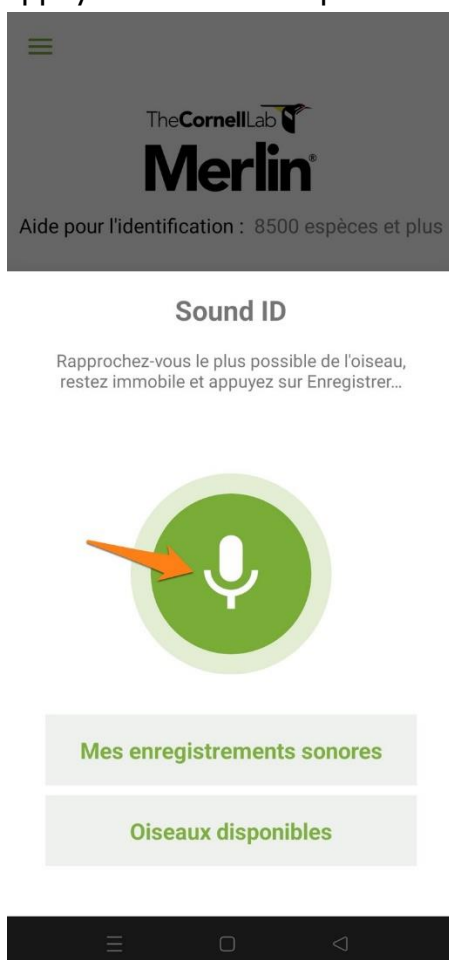 TheCornellLab
Merlin®
Aide pour l'identification : 8500 espèces et plus
Sound ID
Rapprochez-vous le plus possible de l'oiseau,
restez immobile et appuyez sur Enregistrer...
Mes enregistrements sonores
Oiseaux disponibles